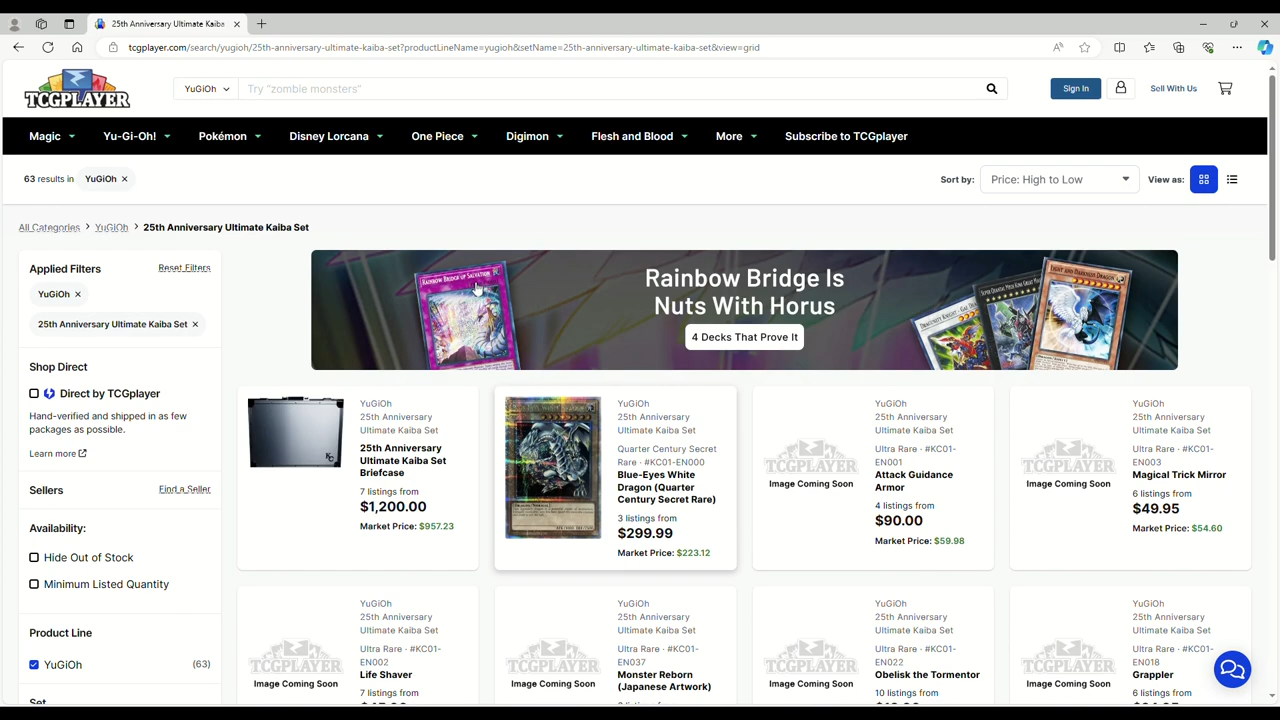 25th Anniversary Ultimate Kaiba
tcgplayer.com/search/yugioh/25th-anniversary-ultimate-kaiba-set?productLineName=yugioh&setName=25th-anniversary-ultimate-kaiba-set&view=grid
TCGPLAYER
YuGiOh
Try "zombie monsters"
Sign In
Sell With Us
Magic
Yu-Gi-Oh!
Pokémon
Disney Lorcana
One Piece
Digimon
Flesh and Blood
More
Subscribe to TCGplayer
63 results in YuGiOh
Sort by: Price: High to Low
View as:
All Categories > YuGiOh > 25th Anniversary Ultimate Kaiba Set
Applied Filters
Reset Filters
YuGiOh
25th Anniversary Ultimate Kaiba Set
Shop Direct
Direct by TCGplayer
Hand-verified and shipped in as few
packages as possible.
Learn more
Sellers
Find a Seller
Availability:
Hide Out of Stock
Minimum Listed Quantity
Product Line
YuGiOh (63)
Set
Rainbow Bridge Is
Nuts With Horus
4 Decks That Prove It
RAINBOW BRIDGE OF SALVATION
LIGHT AND DARKNESS DRAGON
KC
YuGiOh
25th Anniversary
Ultimate Kaiba Set
25th Anniversary
Ultimate Kaiba Set
Briefcase
7 listings from
$1,200.00
Market Price: $957.23
YuGiOh
25th Anniversary
Ultimate Kaiba Set
Quarter Century Secret
Rare · #KC01-EN000
Blue-Eyes White
Dragon (Quarter
Century Secret Rare)
3 listings from
$299.99
Market Price: $223.12
TCGPLAYER
Image Coming Soon
YuGiOh
25th Anniversary
Ultimate Kaiba Set
Ultra Rare · #KC01-
EN001
Attack Guidance
Armor
4 listings from
$90.00
Market Price: $59.98
TCGPLAYER
Image Coming Soon
YuGiOh
25th Anniversary
Ultimate Kaiba Set
Ultra Rare · #KC01-
EN003
Magical Trick Mirror
6 listings from
$49.95
Market Price: $54.60
TCGPLAYER
Image Coming Soon
YuGiOh
25th Anniversary
Ultimate Kaiba Set
Ultra Rare · #KC01-
EN002
Life Shaver
7 listings from
TCGPLAYER
Image Coming Soon
YuGiOh
25th Anniversary
Ultimate Kaiba Set
Ultra Rare · #KC01-
EN037
Monster Reborn
(Japanese Artwork)
TCGPLAYER
Image Coming Soon
YuGiOh
25th Anniversary
Ultimate Kaiba Set
Ultra Rare · #KC01-
EN022
Obelisk the Tormentor
10 listings from
TCGPLAYER
Image Coming Soon
YuGiOh
25th Anniversary
Ultimate Kaiba Set
Ultra Rare · #KC01-
EN018
Grappler
6 listings from